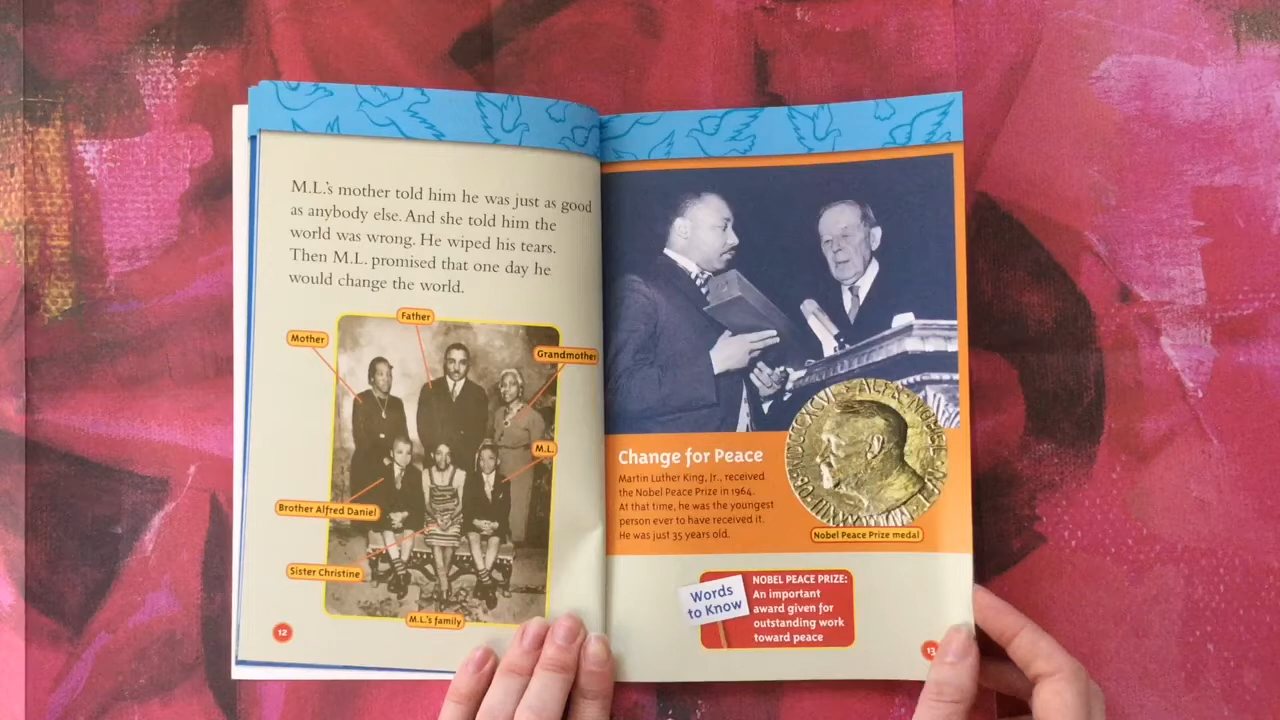 M.L.'s mother told him he was just as good
as anybody else. And she told him the
world was wrong. He wiped his tears.
Then M.L. promised that one day he
would change the world.
Father
Mother
Grandmother
M.L.
Brother Alfred Daniel
Sister Christine
M.L.'s family
12
Change for Peace
Martin Luther King, Jr., received
the Nobel Peace Prize in 1964.
At that time, he was the youngest
person ever to have received it.
He was just 35 years old.
Nobel Peace Prize medal
Words
to Know
NOBEL PEACE PRIZE:
An important
award given for
outstanding work
toward peace
13